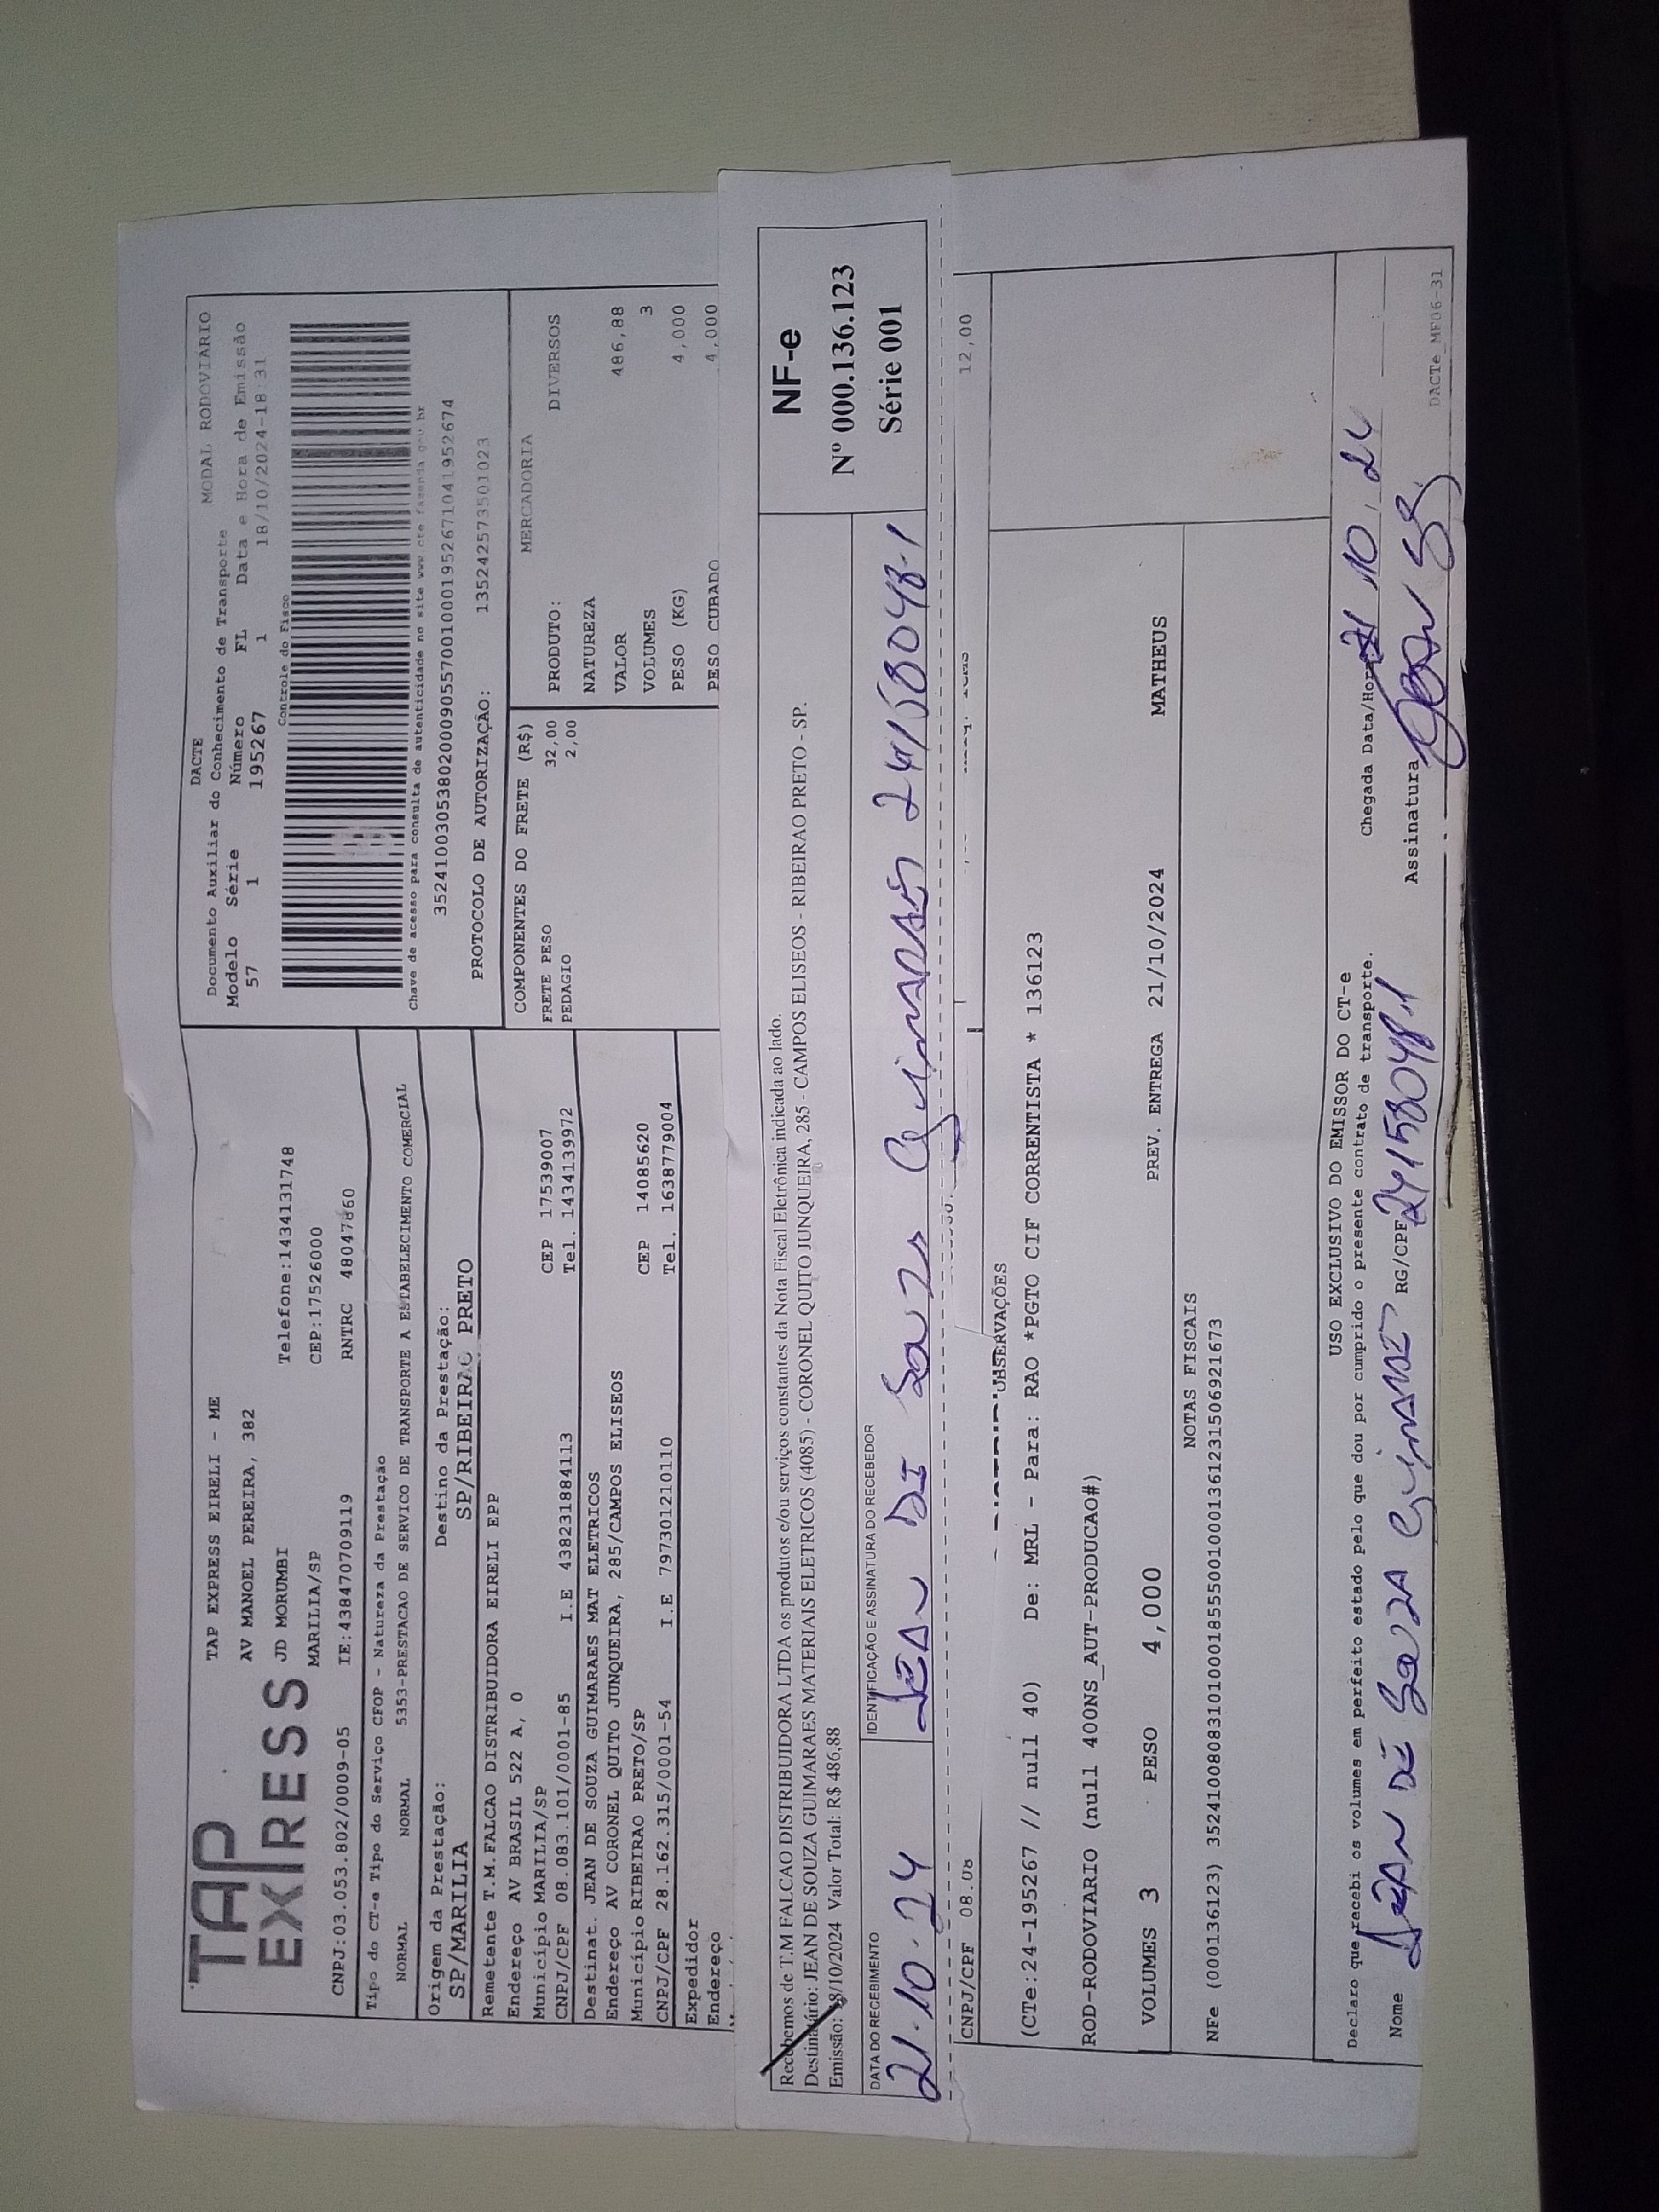 TAP
EXPRESS
TAP EXPRESS EIRELI - ME
AV MANOEL PEREIRA, 382
JD MORUMBI Telefone:1434131748
MARILIA/SP CEP:17526000
CNPJ:03.053.802/0009-05 IE:438470709119 RNTRC 48047860
Tipo do CT-e Tipo do Serviço CFOP - Natureza da Prestação
NORMAL NORMAL 5353-PRESTACAO DE SERVICO DE TRANSPORTE A ESTABELECIMENTO COMERCIAL
Origem da Prestação: Destino da Prestação:
SP/MARILIA SP/RIBEIRAO PRETO
Remetente T.M.FALCAO DISTRIBUIDORA EIRELI EPP
Endereço AV BRASIL 522 A, 0
Município MARILIA/SP CEP 17539007
CNPJ/CPF 08.083.101/0001-85 I.E 438231884113 Tel. 1434139972
Destinat. JEAN DE SOUZA GUIMARAES MAT ELETRICOS
Endereço AV CORONEL QUITO JUNQUEIRA, 285/CAMPOS ELISEOS
Município RIBEIRAO PRETO/SP CEP 14085620
CNPJ/CPF 28.162.315/0001-54 I.E 797301210110 Tel. 1638779004
Expedidor
Endereço
DACTE MODAL RODOVIÁRIO
Documento Auxiliar do Conhecimento de Transporte
Modelo Série Número FL Data e Hora de Emissão
57 1 195267 1 18/10/2024-18:31
Controle do Fisco
Chave de acesso para consulta de autenticidade no site www.cte.fazenda.gov.br
35241003053802000905570010001952671041952674
PROTOCOLO DE AUTORIZAÇÃO: 135242573501023
COMPONENTES DO FRETE (R$)
FRETE PESO 32,00
PEDAGIO 2,00
MERCADORIA
PRODUTO: DIVERSOS
NATUREZA
VALOR 486,88
VOLUMES 3
PESO (KG) 4,000
PESO CUBADO 4,000
Recebemos de T.M FALCAO DISTRIBUIDORA LTDA os produtos e/ou serviços constantes da Nota Fiscal Eletrônica indicada ao lado.
Destinatário: JEAN DE SOUZA GUIMARAES MATERIAIS ELETRICOS (4085) - CORONEL QUITO JUNQUEIRA, 285 - CAMPOS ELISEOS - RIBEIRAO PRETO - SP.
Emissão: 18/10/2024 Valor Total: R$ 486,88
DATA DO RECEBIMENTO IDENTIFICAÇÃO E ASSINATURA DO RECEBEDOR
21.10.24 JEAN DE Souza Guimarães 24158048-1
NF-e
Nº 000.136.123
Série 001
CNPJ/CPF 08.08 12,00
OBSERVAÇÕES
(CTe:24-195267 // null 40) De: MRL - Para: RAO *PGTO CIF CORRENTISTA * 136123
ROD-RODOVIARIO (null 400NS_AUT-PRODUCAO#)
VOLUMES 3 PESO 4,000 PREV. ENTREGA 21/10/2024 MATHEUS
NOTAS FISCAIS
NFe (000136123) 35241008083101000185550010001361231506921673
USO EXCLUSIVO DO EMISSOR DO CT-e
Declaro que recebi os volumes em perfeito estado pelo que dou por cumprido o presente contrato de transporte.
Chegada Data/Hora 21 10, 24
Nome JEAN DE Souza Guimarães RG/CPF 24158048-1 Assinatura
DACTe_MF06-31